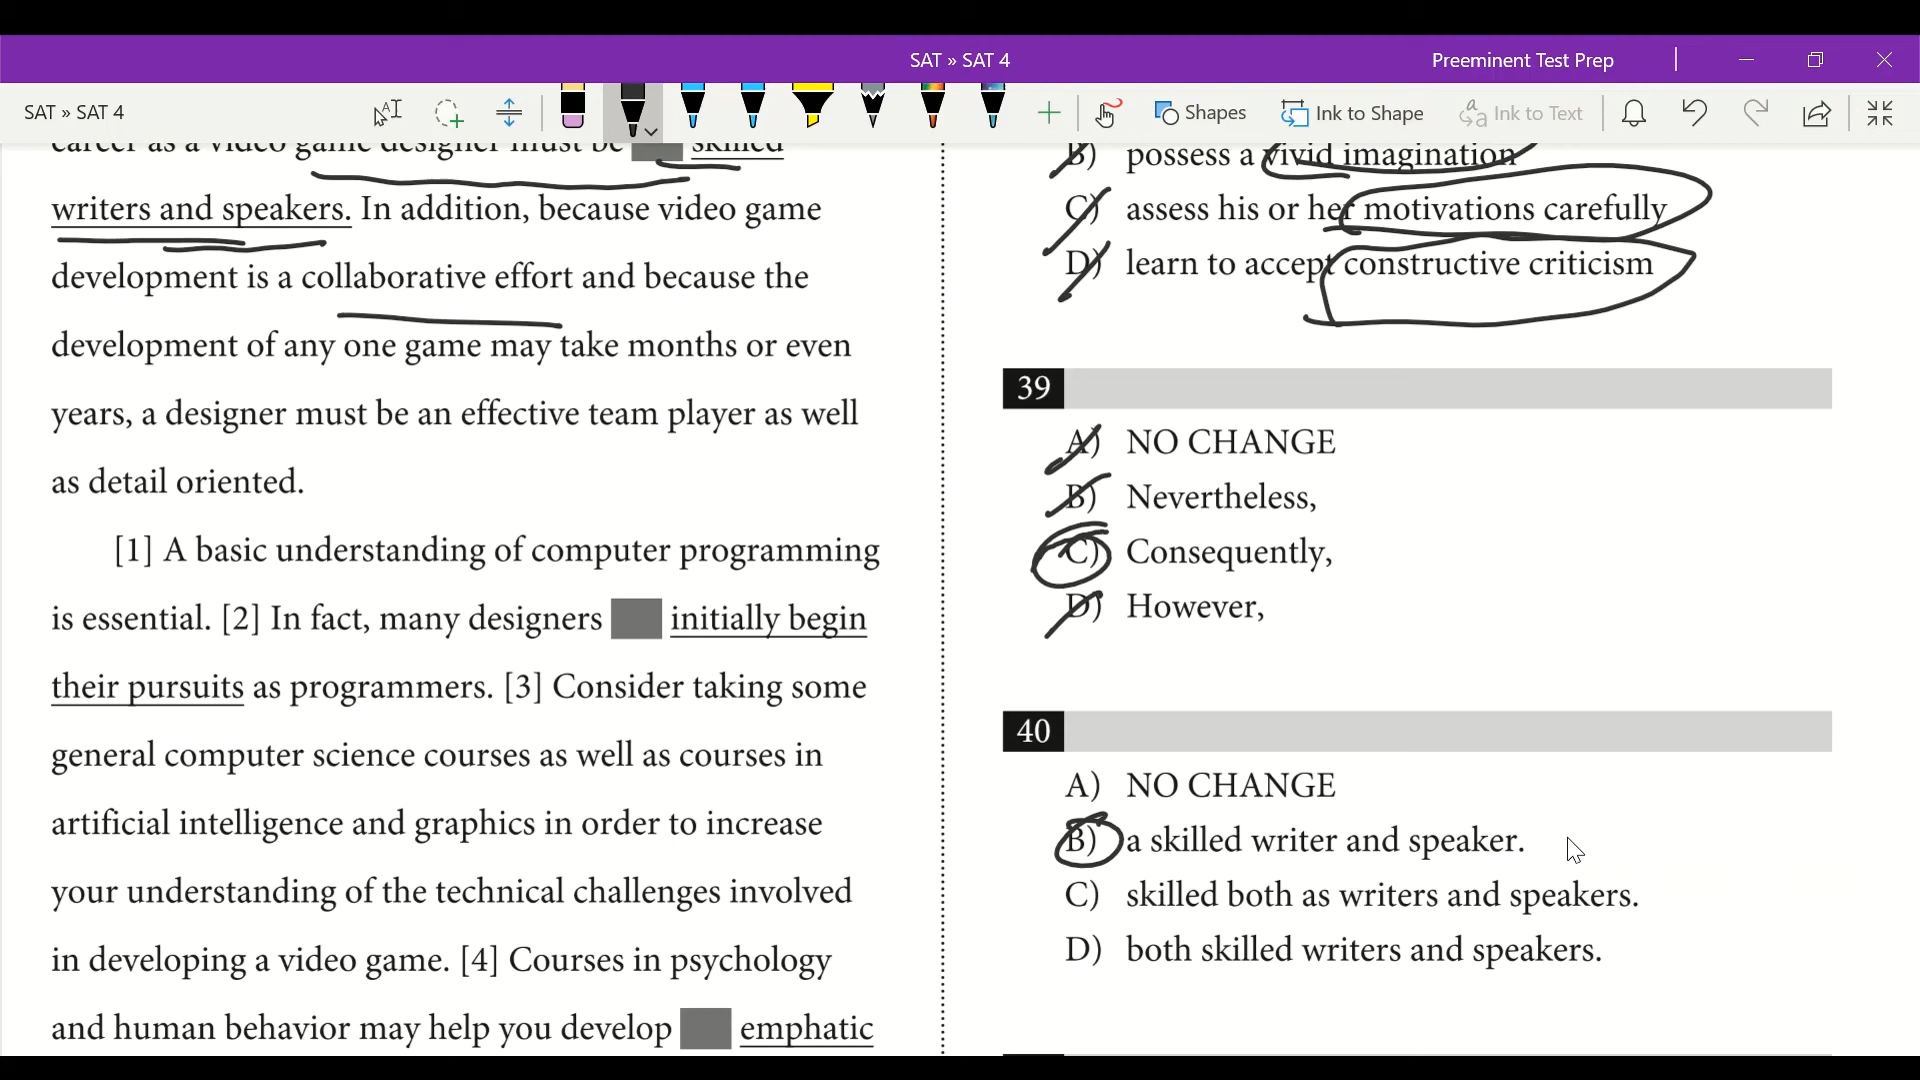 SAT » SAT 4
Preeminent Test Prep
SAT » SAT 4
Shapes
Ink to Shape
Ink to Text
career as a video game designer must be skilled
writers and speakers. In addition, because video game
development is a collaborative effort and because the
development of any one game may take months or even
years, a designer must be an effective team player as well
as detail oriented.
[1] A basic understanding of computer programming
is essential. [2] In fact, many designers initially begin
their pursuits as programmers. [3] Consider taking some
general computer science courses as well as courses in
artificial intelligence and graphics in order to increase
your understanding of the technical challenges involved
in developing a video game. [4] Courses in psychology
and human behavior may help you develop emphatic
B) possess a vivid imagination
C) assess his or her motivations carefully
D) learn to accept constructive criticism
39
A) NO CHANGE
B) Nevertheless,
C) Consequently,
D) However,
40
A) NO CHANGE
B) a skilled writer and speaker.
C) skilled both as writers and speakers.
D) both skilled writers and speakers.